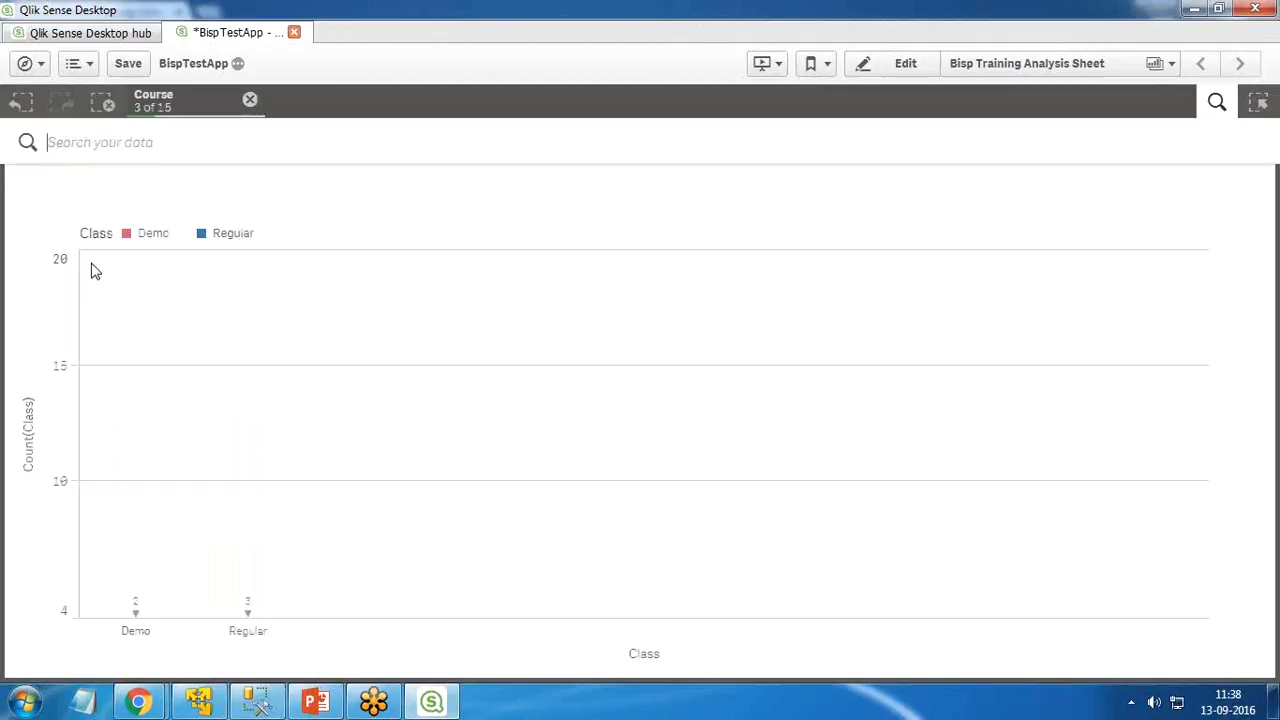 Qlik Sense Desktop
Qlik Sense Desktop hub
*BispTestApp - ...
Save
BispTestApp
Edit
Bisp Training Analysis Sheet
Course
3 of 15
Search your data
Class Demo Regular
20
15
10
4
Count(Class)
2
3
Demo
Regular
Class
11:38
13-09-2016